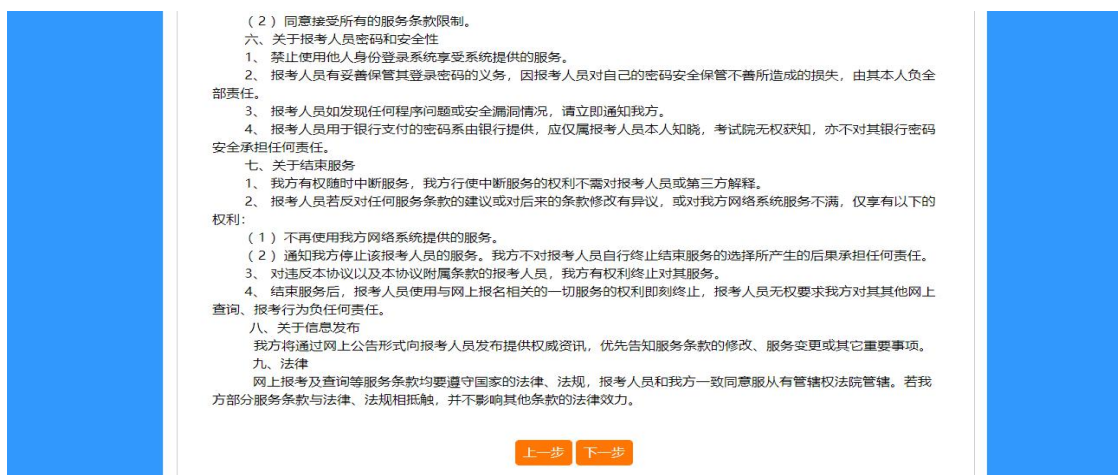 （2）同意接受所有的服务条款限制。
六、关于报考人员密码和安全性
1、 禁止使用他人身份登录系统享受系统提供的服务。
2、 报考人员有妥善保管其登录密码的义务，因报考人员对自己的密码安全保管不善所造成的损失，由其本人负全
部责任。
3、 报考人员如发现任何程序问题或安全漏洞情况，请立即通知我方。
4、 报考人员用于银行支付的密码系由银行提供，应仅属报考人员本人知晓，考试院无权获知，亦不对其银行密码
安全承担任何责任。
七、关于结束服务
1、 我方有权随时中断服务，我方行使中断服务的权利不需对报考人员或第三方解释。
2、 报考人员若反对任何服务条款的建议或对后来的条款修改有异议，或对我方网络系统服务不满，仅享有以下的
权利：
（1）不再使用我方网络系统提供的服务。
（2）通知我方停止该报考人员的服务。我方不对报考人员自行终止结束服务的选择所产生的后果承担任何责任。
3、 对违反本协议以及本协议附属条款的报考人员，我方有权利终止对其服务。
4、 结束服务后，报考人员使用与网上报名相关的一切服务的权利即刻终止，报考人员无权要求我方对其其他网上
查询、报考行为负任何责任。
八、关于信息发布
我方将通过网上公告形式向报考人员发布提供权威资讯，优先告知服务条款的修改、服务变更或其它重要事项。
九、法律
网上报考及查询等服务条款均要遵守国家的法律、法规，报考人员和我方一致同意服从有管辖权法院管辖。若我
方部分服务条款与法律、法规相抵触，并不影响其他条款的法律效力。
上一步 下一步